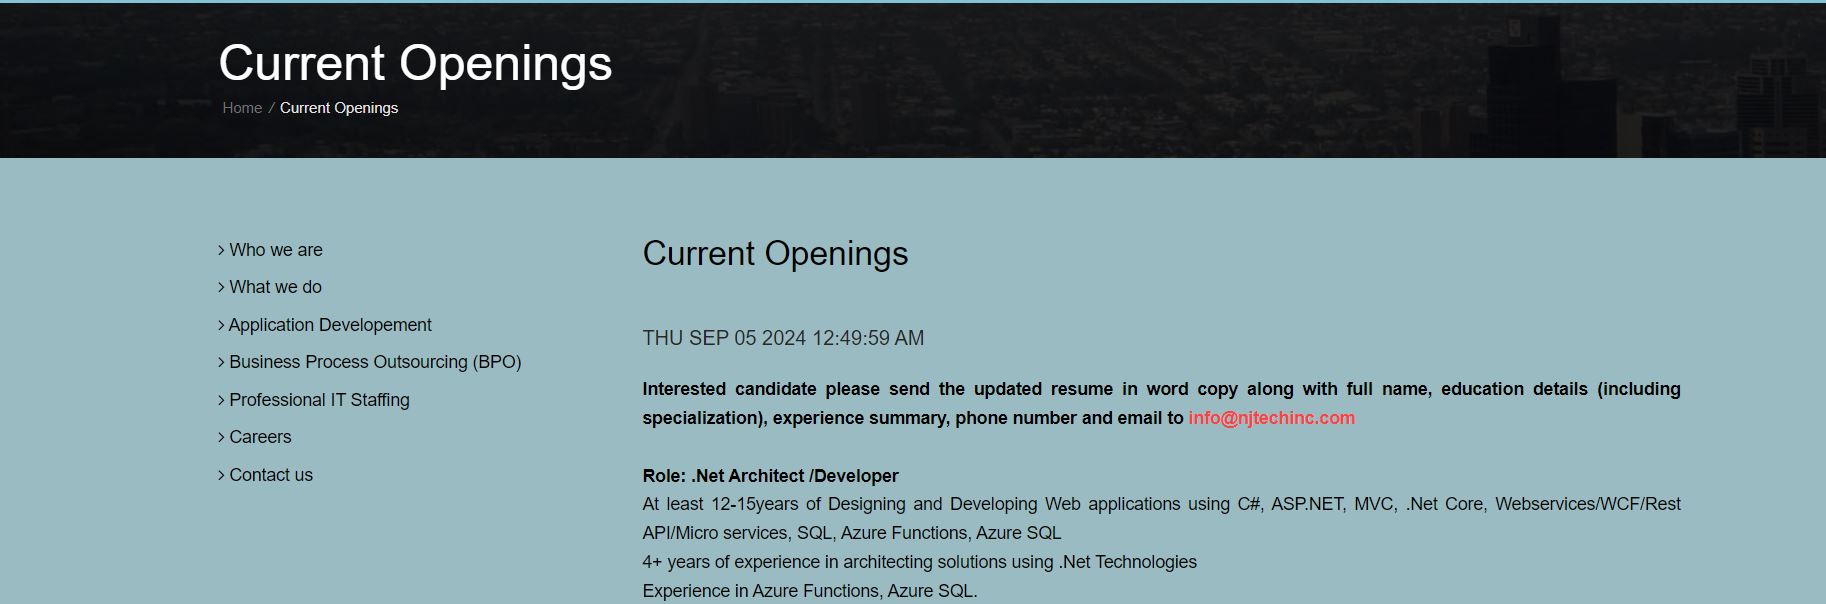 Current Openings
Home / Current Openings
> Who we are
> What we do
> Application Developement
> Business Process Outsourcing (BPO)
> Professional IT Staffing
> Careers
> Contact us
Current Openings
THU SEP 05 2024 12:49:59 AM
Interested candidate please send the updated resume in word copy along with full name, education details (including
specialization), experience summary, phone number and email to info@njtechinc.com
Role: .Net Architect /Developer
At least 12-15years of Designing and Developing Web applications using C#, ASP.NET, MVC, .Net Core, Webservices/WCF/Rest
API/Micro services, SQL, Azure Functions, Azure SQL
4+ years of experience in architecting solutions using .Net Technologies
Experience in Azure Functions, Azure SQL.